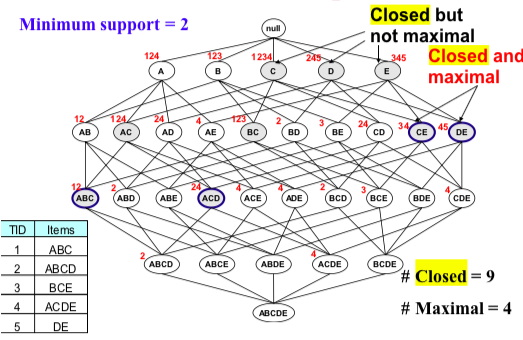 Minimum support = 2
Closed but
not maximal
Closed and
maximal
null
124 123 1234 245 345
A B C D E
12 124 24 4 123 2 3 24 34 45
AB AC AD AE BC BD BE CD CE DE
12 2 24 4 4 2 3 4
ABC ABD ABE ACD ACE ADE BCD BCE BDE CDE
2 4
ABCD ABCE ABDE ACDE BCDE
ABCDE
TID Items
1 ABC
2 ABCD
3 BCE
4 ACDE
5 DE
# Closed = 9
# Maximal = 4